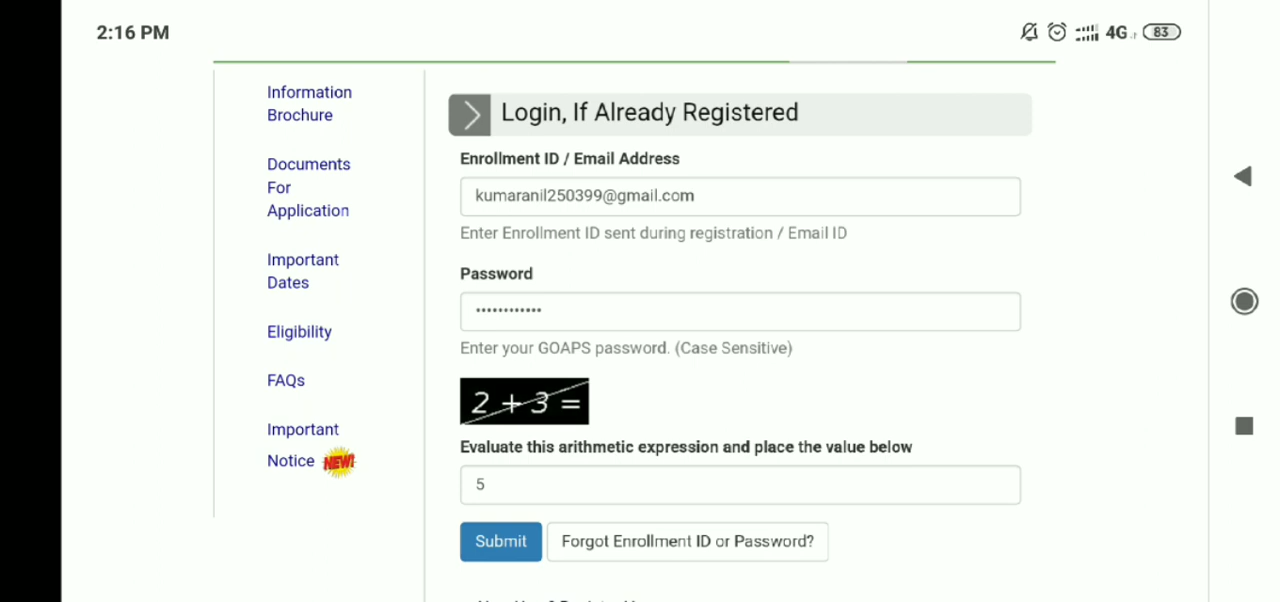 2:16 PM
4G
83
Information
Brochure
Documents
For
Application
Important
Dates
Eligibility
FAQs
Important
Notice NEW!
Login, If Already Registered
Enrollment ID / Email Address
kumaranil250399@gmail.com
Enter Enrollment ID sent during registration / Email ID
Password
••••••••••••
Enter your GOAPS password. (Case Sensitive)
2 + 3 =
Evaluate this arithmetic expression and place the value below
5
Submit
Forgot Enrollment ID or Password?